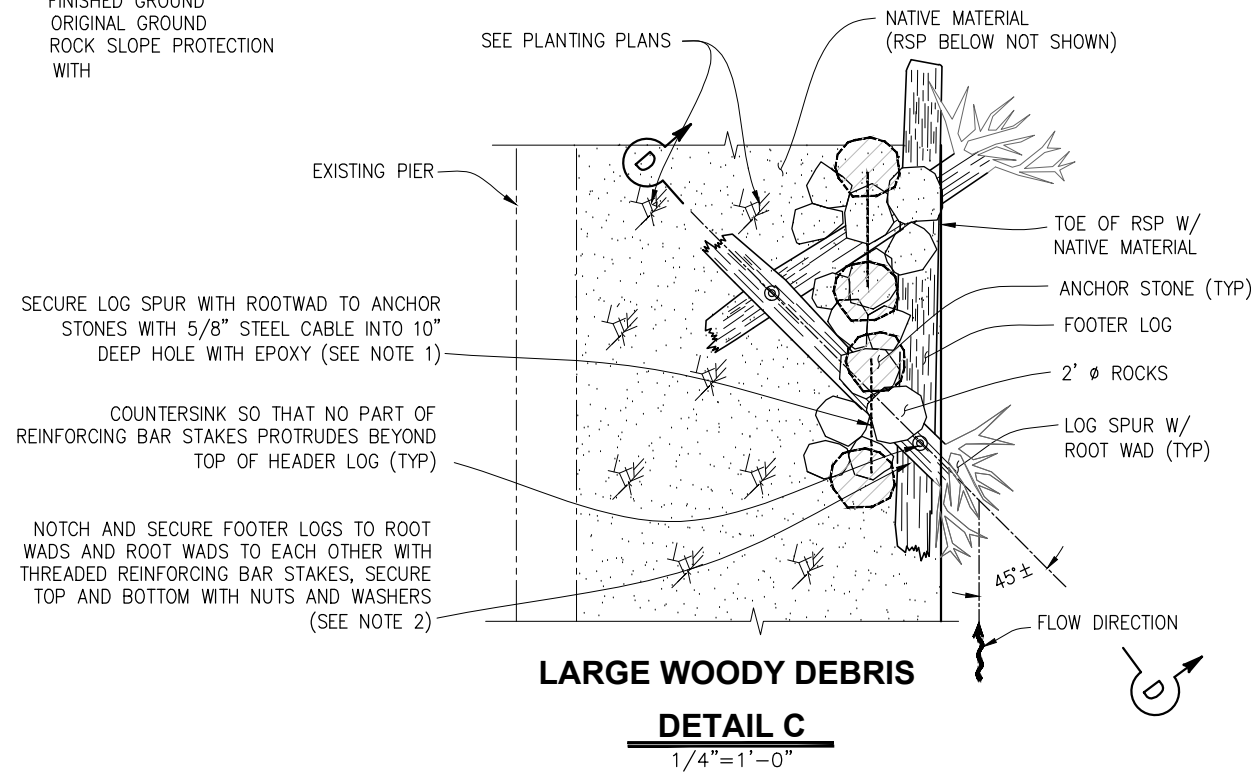 FINISHED GROUND
ORIGINAL GROUND
ROCK SLOPE PROTECTION
WITH
SEE PLANTING PLANS
NATIVE MATERIAL
(RSP BELOW NOT SHOWN)
D
EXISTING PIER
TOE OF RSP W/
NATIVE MATERIAL
ANCHOR STONE (TYP)
FOOTER LOG
2' ø ROCKS
LOG SPUR W/
ROOT WAD (TYP)
SECURE LOG SPUR WITH ROOTWAD TO ANCHOR
STONES WITH 5/8" STEEL CABLE INTO 10"
DEEP HOLE WITH EPOXY (SEE NOTE 1)
COUNTERSINK SO THAT NO PART OF
REINFORCING BAR STAKES PROTRUDES BEYOND
TOP OF HEADER LOG (TYP)
NOTCH AND SECURE FOOTER LOGS TO ROOT
WADS AND ROOT WADS TO EACH OTHER WITH
THREADED REINFORCING BAR STAKES, SECURE
TOP AND BOTTOM WITH NUTS AND WASHERS
(SEE NOTE 2)
45°±
FLOW DIRECTION
D
LARGE WOODY DEBRIS
DETAIL C
1/4"=1'-0"